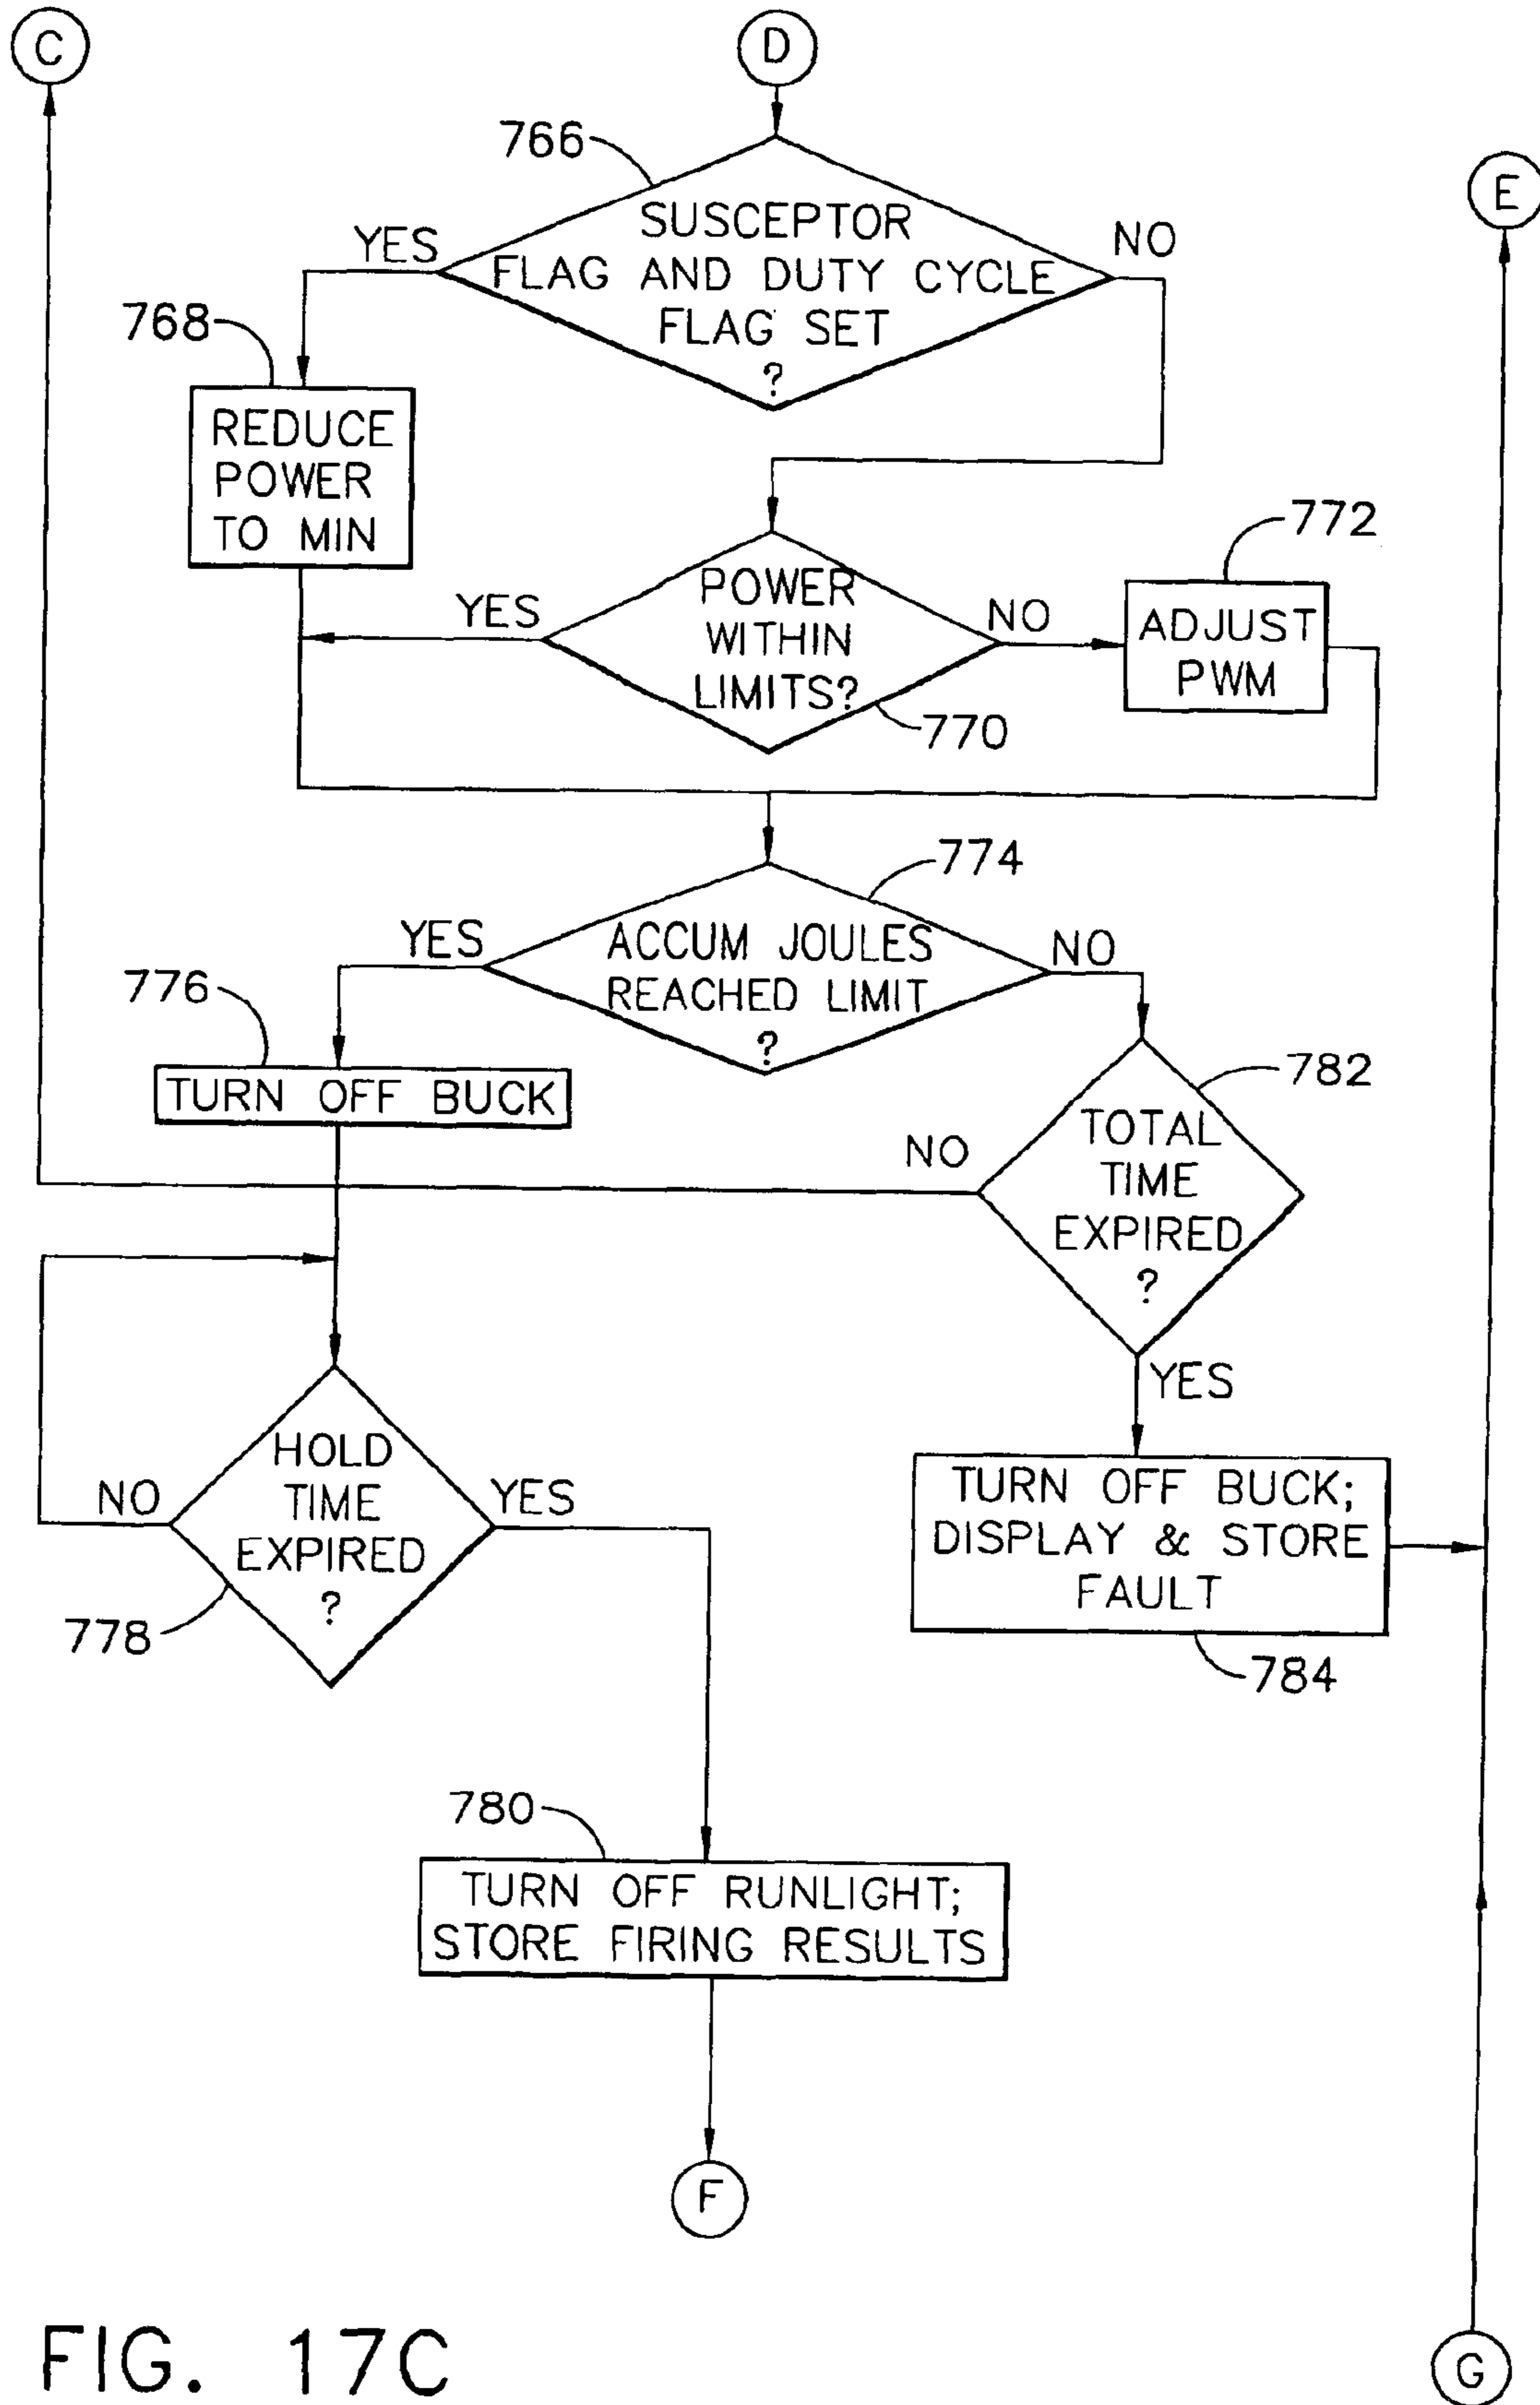 C
D
E
766
SUSCEPTOR
FLAG AND DUTY CYCLE
FLAG SET
?
YES
NO
768
REDUCE
POWER
TO MIN
POWER
WITHIN
LIMITS?
YES
NO
770
772
ADJUST
PWM
774
ACCUM JOULES
REACHED LIMIT
?
YES
NO
776
TURN OFF BUCK
782
TOTAL
TIME
EXPIRED
?
NO
YES
HOLD
TIME
EXPIRED
?
NO
YES
778
TURN OFF BUCK;
DISPLAY & STORE
FAULT
784
780
TURN OFF RUNLIGHT;
STORE FIRING RESULTS
F
G
FIG. 17C